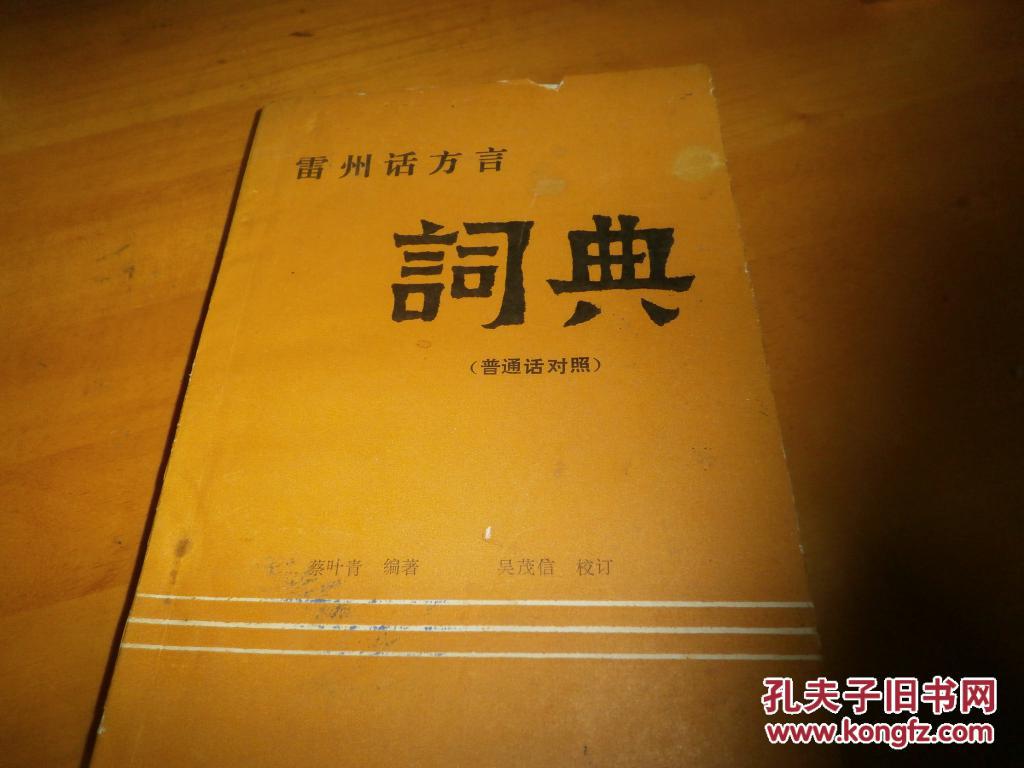 雷州话方言
詞典
(普通话对照)
蔡叶青 编著 吴茂信 校订
孔夫子旧书网
www.kongfz.com